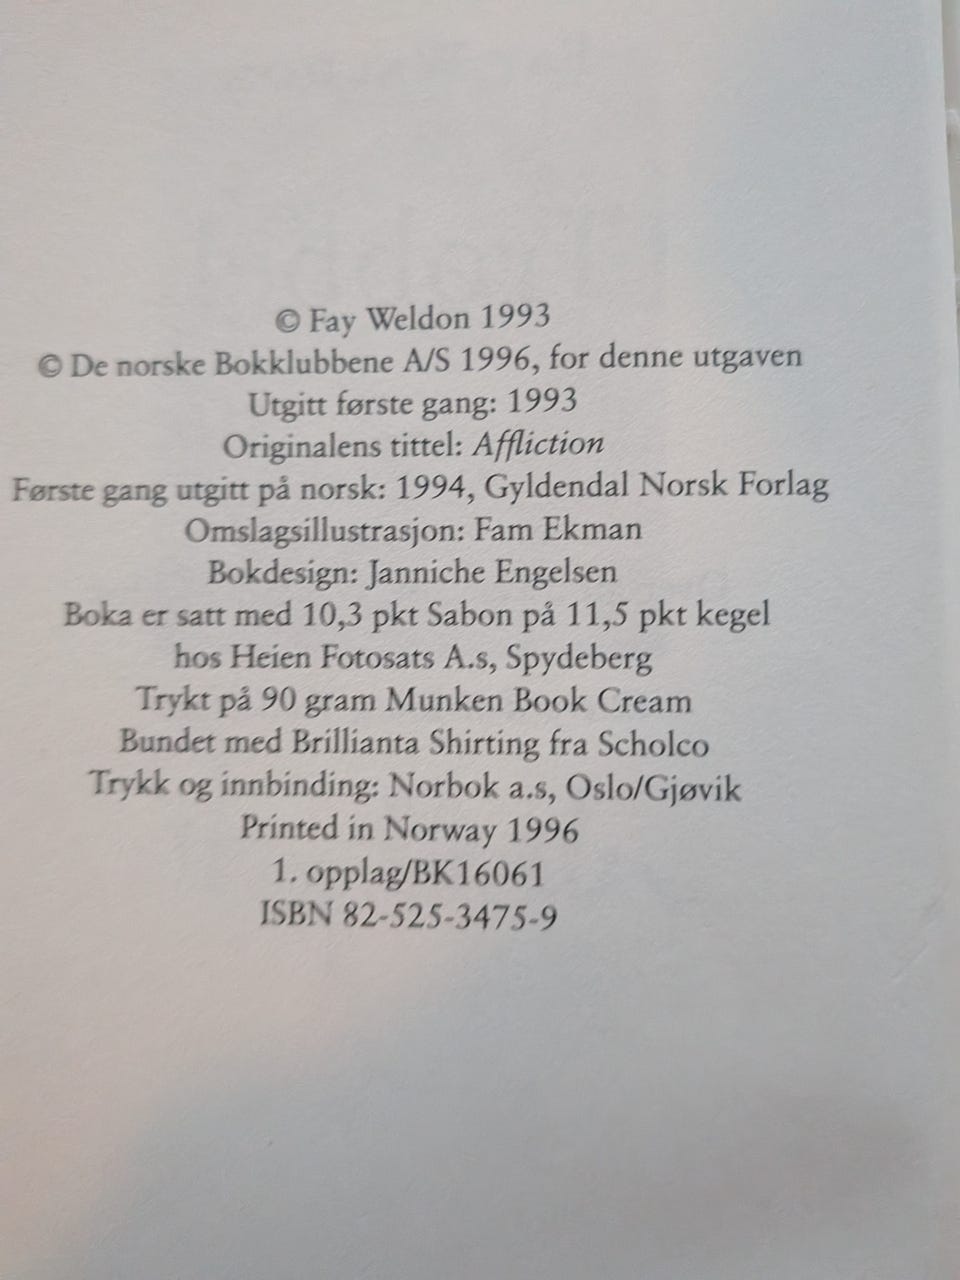 © Fay Weldon 1993
© De norske Bokklubbene A/S 1996, for denne utgaven
Utgitt første gang: 1993
Originalens tittel: Affliction
Første gang utgitt på norsk: 1994, Gyldendal Norsk Forlag
Omslagsillustrasjon: Fam Ekman
Bokdesign: Janniche Engelsen
Boka er satt med 10,3 pkt Sabon på 11,5 pkt kegel
hos Heien Fotosats A.s, Spydeberg
Trykt på 90 gram Munken Book Cream
Bundet med Brillianta Shirting fra Scholco
Trykk og innbinding: Norbok a.s, Oslo/Gjøvik
Printed in Norway 1996
1. opplag/BK16061
ISBN 82-525-3475-9